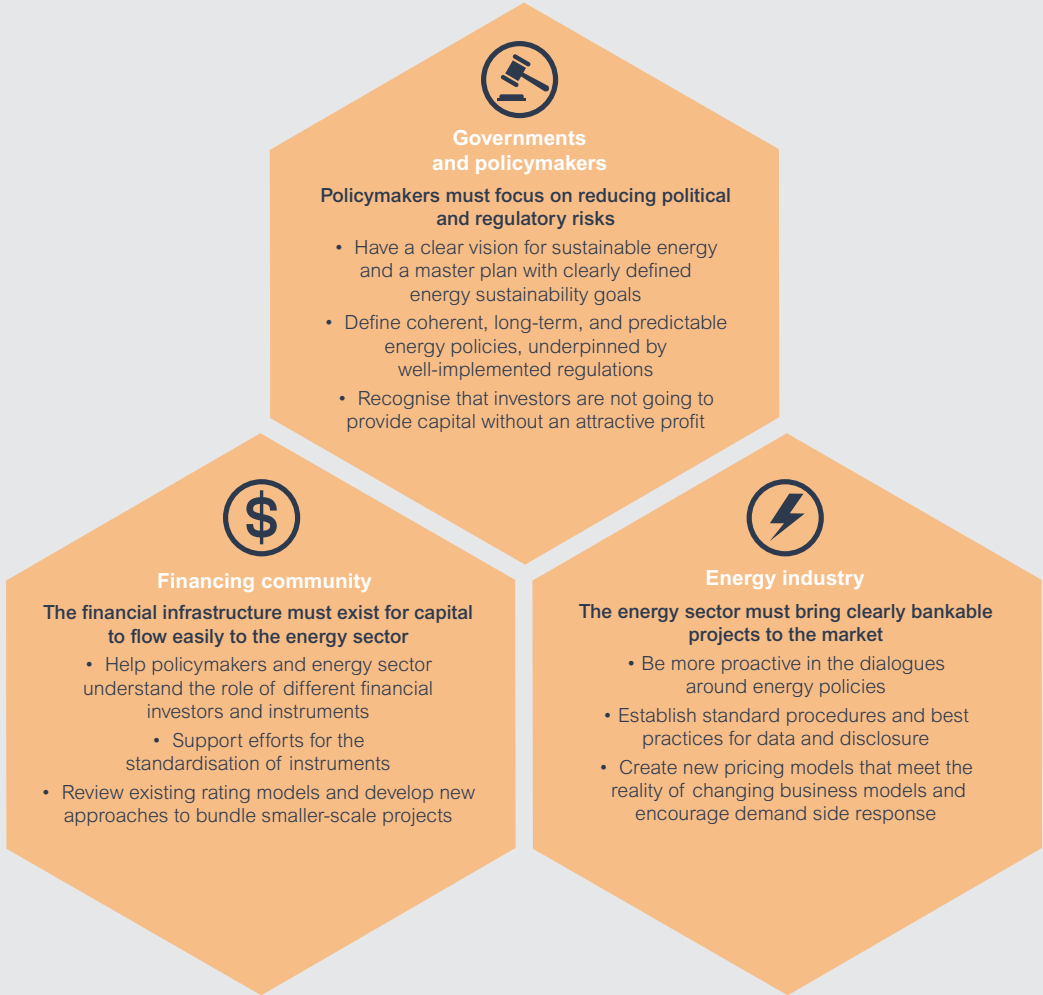 Governments
and policymakers
Policymakers must focus on reducing political
and regulatory risks
• Have a clear vision for sustainable energy
and a master plan with clearly defined
energy sustainability goals
• Define coherent, long-term, and predictable
energy policies, underpinned by
well-implemented regulations
• Recognise that investors are not going to
provide capital without an attractive profit
$
Financing community
The financial infrastructure must exist for capital
to flow easily to the energy sector
• Help policymakers and energy sector
understand the role of different financial
investors and instruments
• Support efforts for the
standardisation of instruments
• Review existing rating models and develop new
approaches to bundle smaller-scale projects
Energy industry
The energy sector must bring clearly bankable
projects to the market
• Be more proactive in the dialogues
around energy policies
• Establish standard procedures and best
practices for data and disclosure
• Create new pricing models that meet the
reality of changing business models and
encourage demand side response